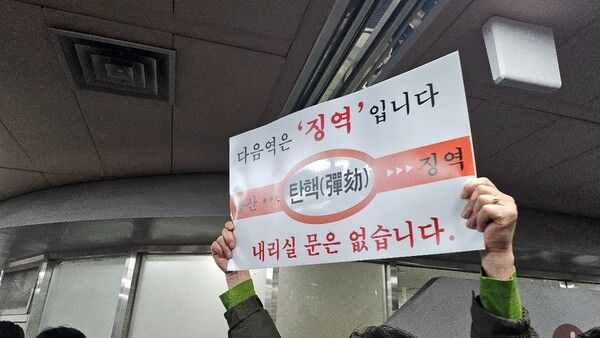 다음역은 '징역'입니다
탄핵(彈劾) ▸▸▸ 징역
내리실 문은 없습니다.